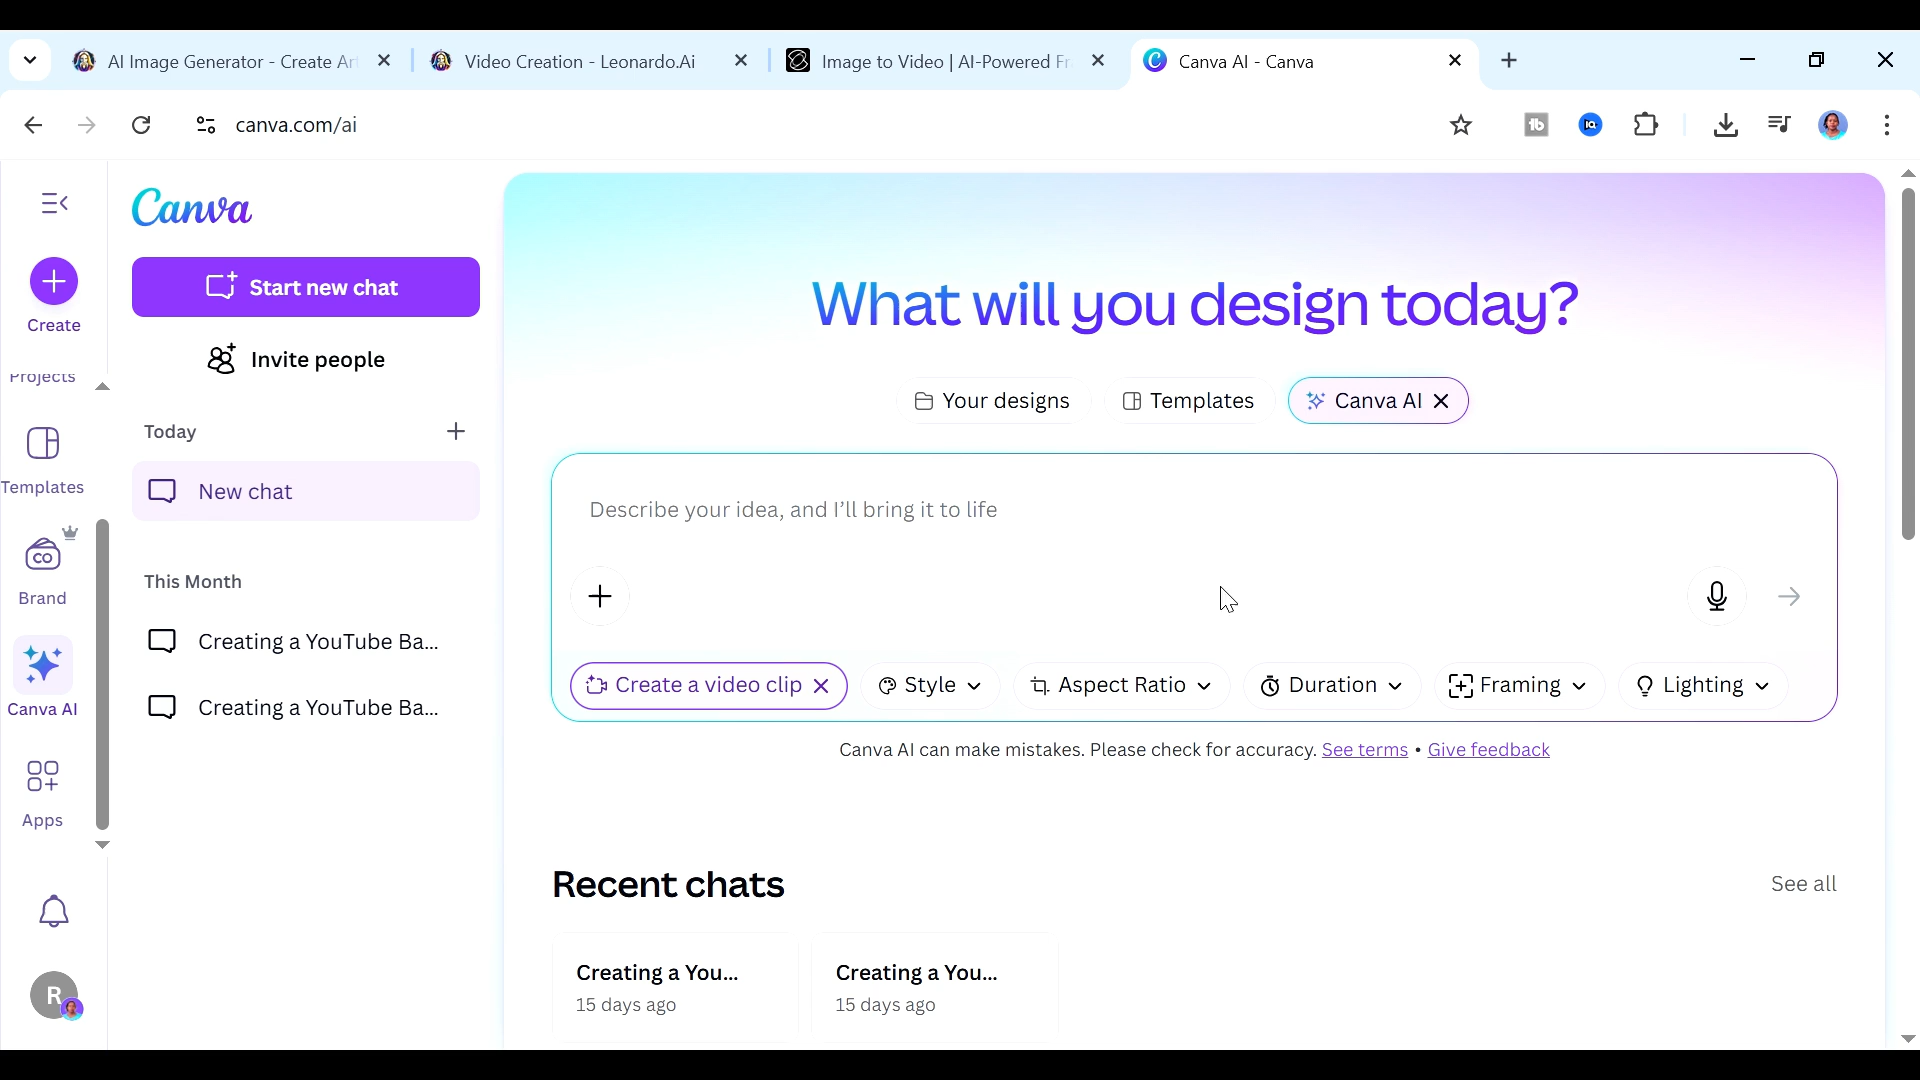 AI Image Generator - Create Ar
Video Creation - Leonardo.Ai
Image to Video | AI-Powered Fr
Canva AI - Canva
canva.com/ai
tb
IQ
Canva
Start new chat
Create
Invite people
Projects
Today
New chat
Templates
Brand
This Month
Creating a YouTube Ba...
Canva AI
Creating a YouTube Ba...
Apps
R
What will you design today?
Your designs
Templates
Canva AI
Describe your idea, and I'll bring it to life
Create a video clip
Style
Aspect Ratio
Duration
Framing
Lighting
Canva AI can make mistakes. Please check for accuracy. See terms • Give feedback
Recent chats
See all
Creating a You...
15 days ago
Creating a You...
15 days ago